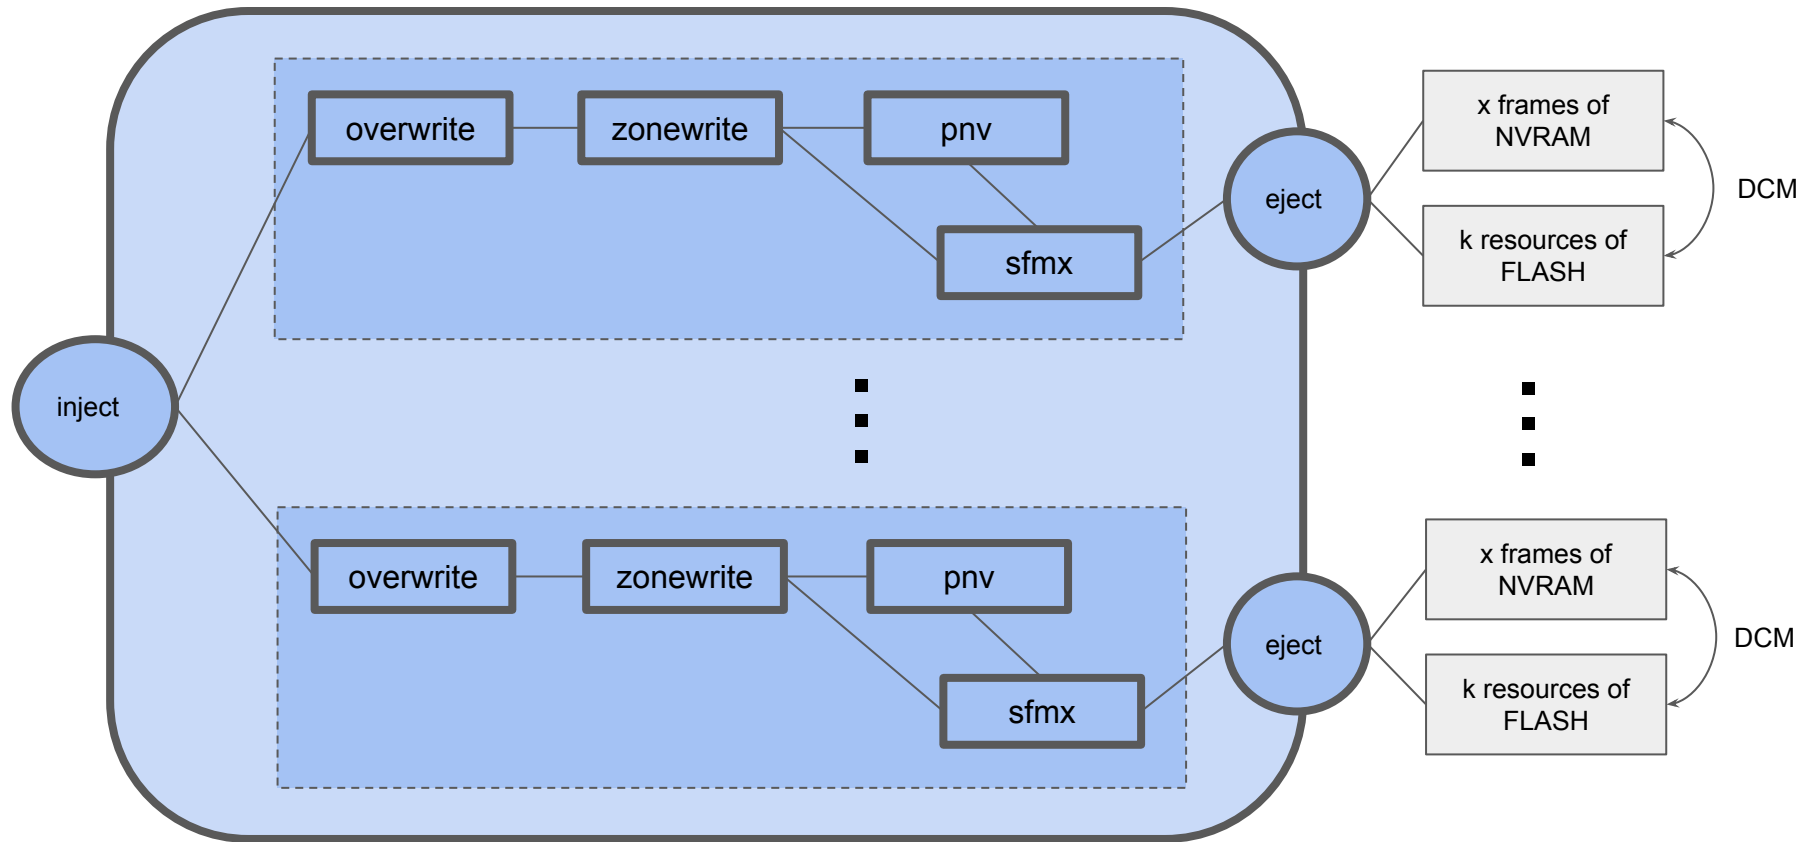 overwrite
zonewrite
pnv
sfmx
eject
x frames of
NVRAM
k resources of
FLASH
DCM
inject
overwrite
zonewrite
pnv
sfmx
eject
x frames of
NVRAM
k resources of
FLASH
DCM